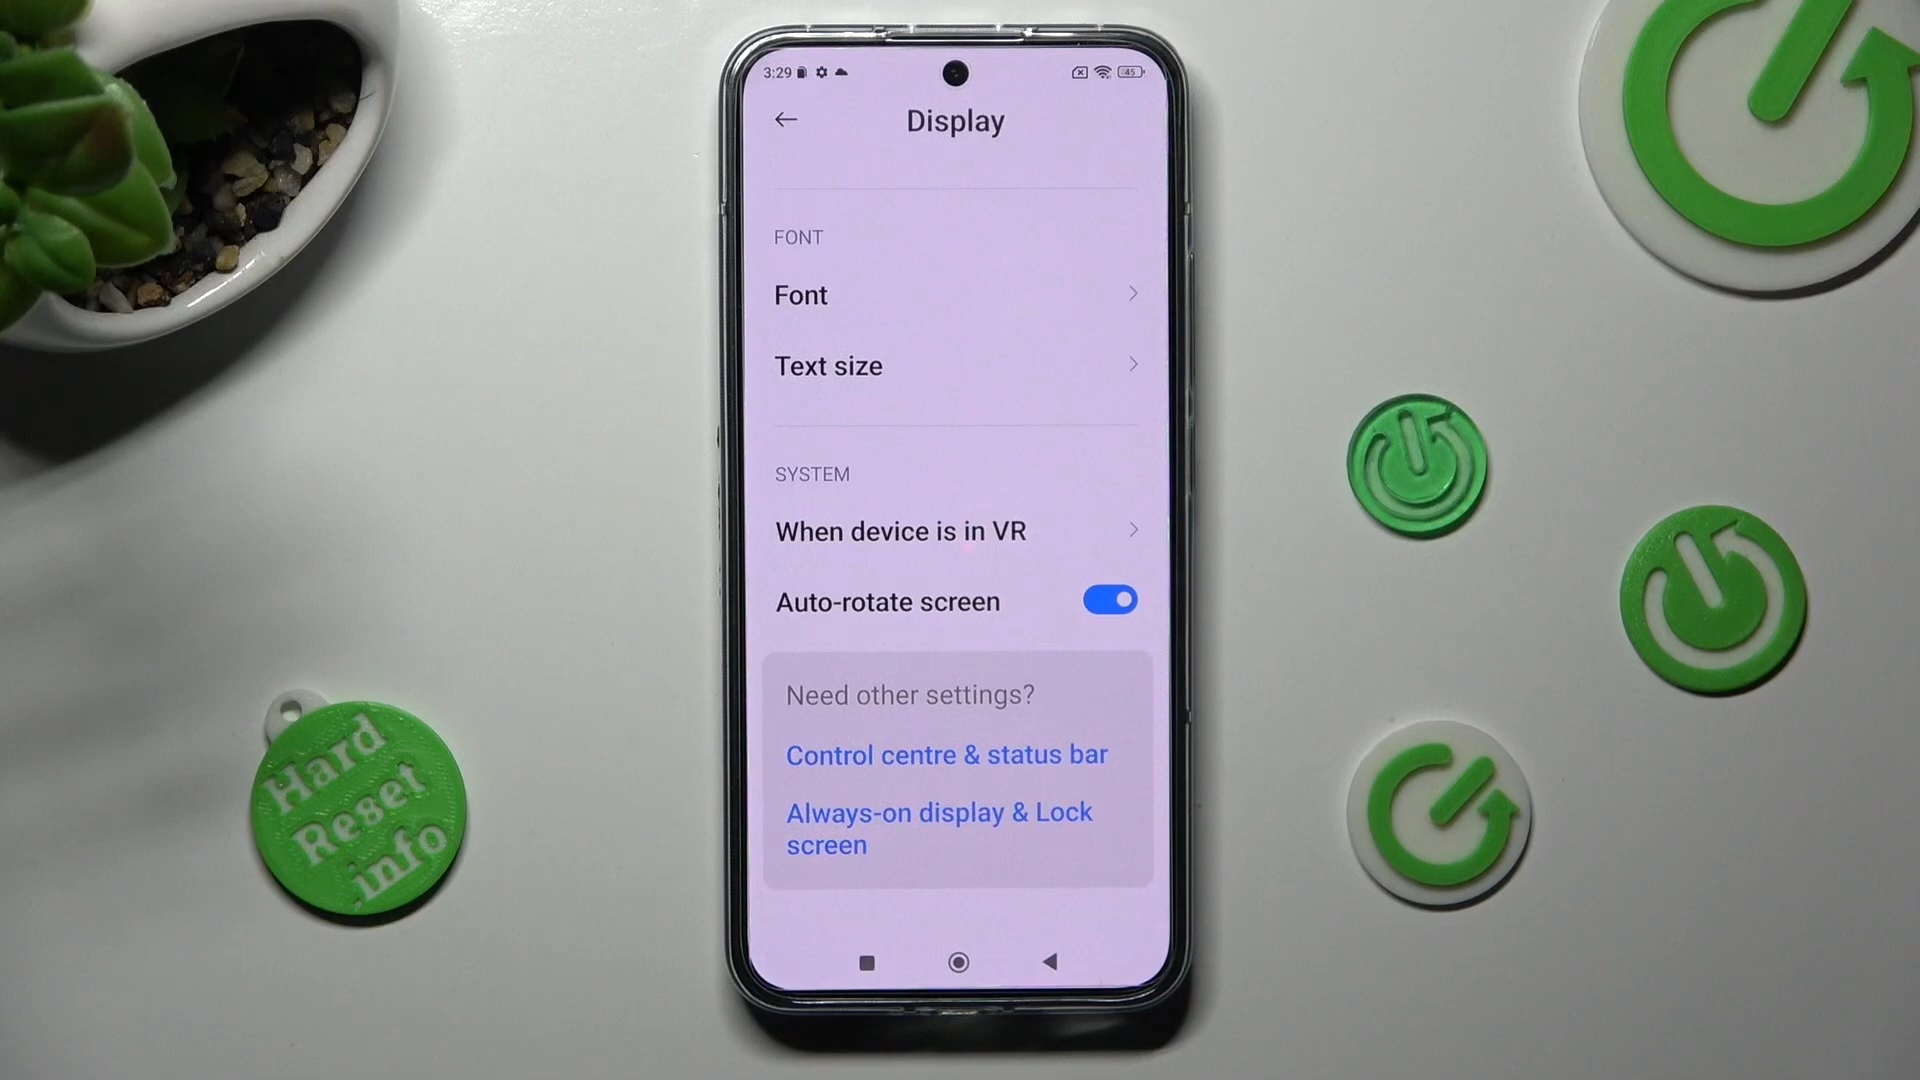 3:29
45
Display
FONT
Font
Text size
SYSTEM
When device is in VR
Auto-rotate screen
Need other settings?
Control centre & status bar
Always-on display & Lock
screen
Hard
Reset
.info